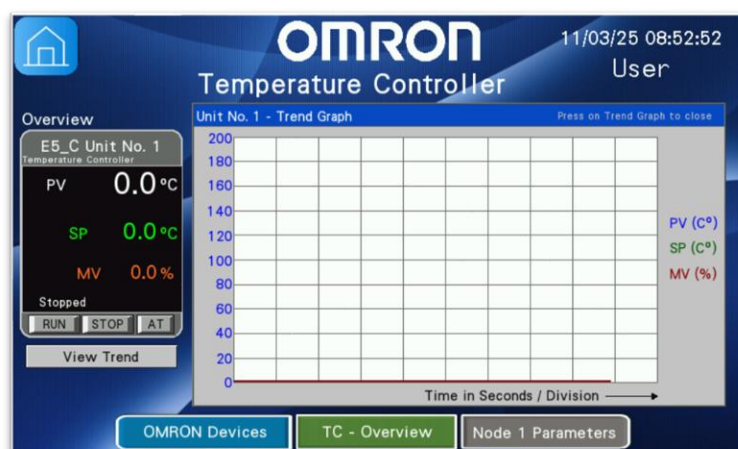 OMRON
11/03/25 08:52:52
Temperature Controller
User
Overview
E5_C Unit No. 1
Temperature Controller
PV 0.0 °C
SP 0.0 °C
MV 0.0 %
Stopped
RUN STOP AT
View Trend
Unit No. 1 - Trend Graph Press on Trend Graph to close
200
180
160
140
120
100
80
60
40
20
0
PV (C°)
SP (C°)
MV (%)
Time in Seconds / Division
OMRON Devices TC - Overview Node 1 Parameters